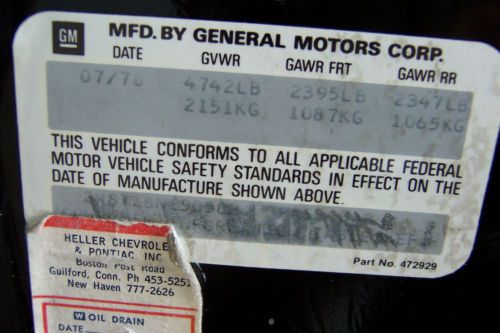 GM
MFD. BY GENERAL MOTORS CORP.
DATE GVWR GAWR FRT GAWR RR
07/78 4742LB 2395LB 2347LB
2151KG 1087KG 1065KG
THIS VEHICLE CONFORMS TO ALL APPLICABLE FEDERAL
MOTOR VEHICLE SAFETY STANDARDS IN EFFECT ON THE
DATE OF MANUFACTURE SHOWN ABOVE.
Part No. 472929
HELLER CHEVROLE
& PONTIAC, INC
Boston Post Road
Guilford, Conn. Ph 453-5251
New Haven 777-2626
W OIL DRAIN
DATE